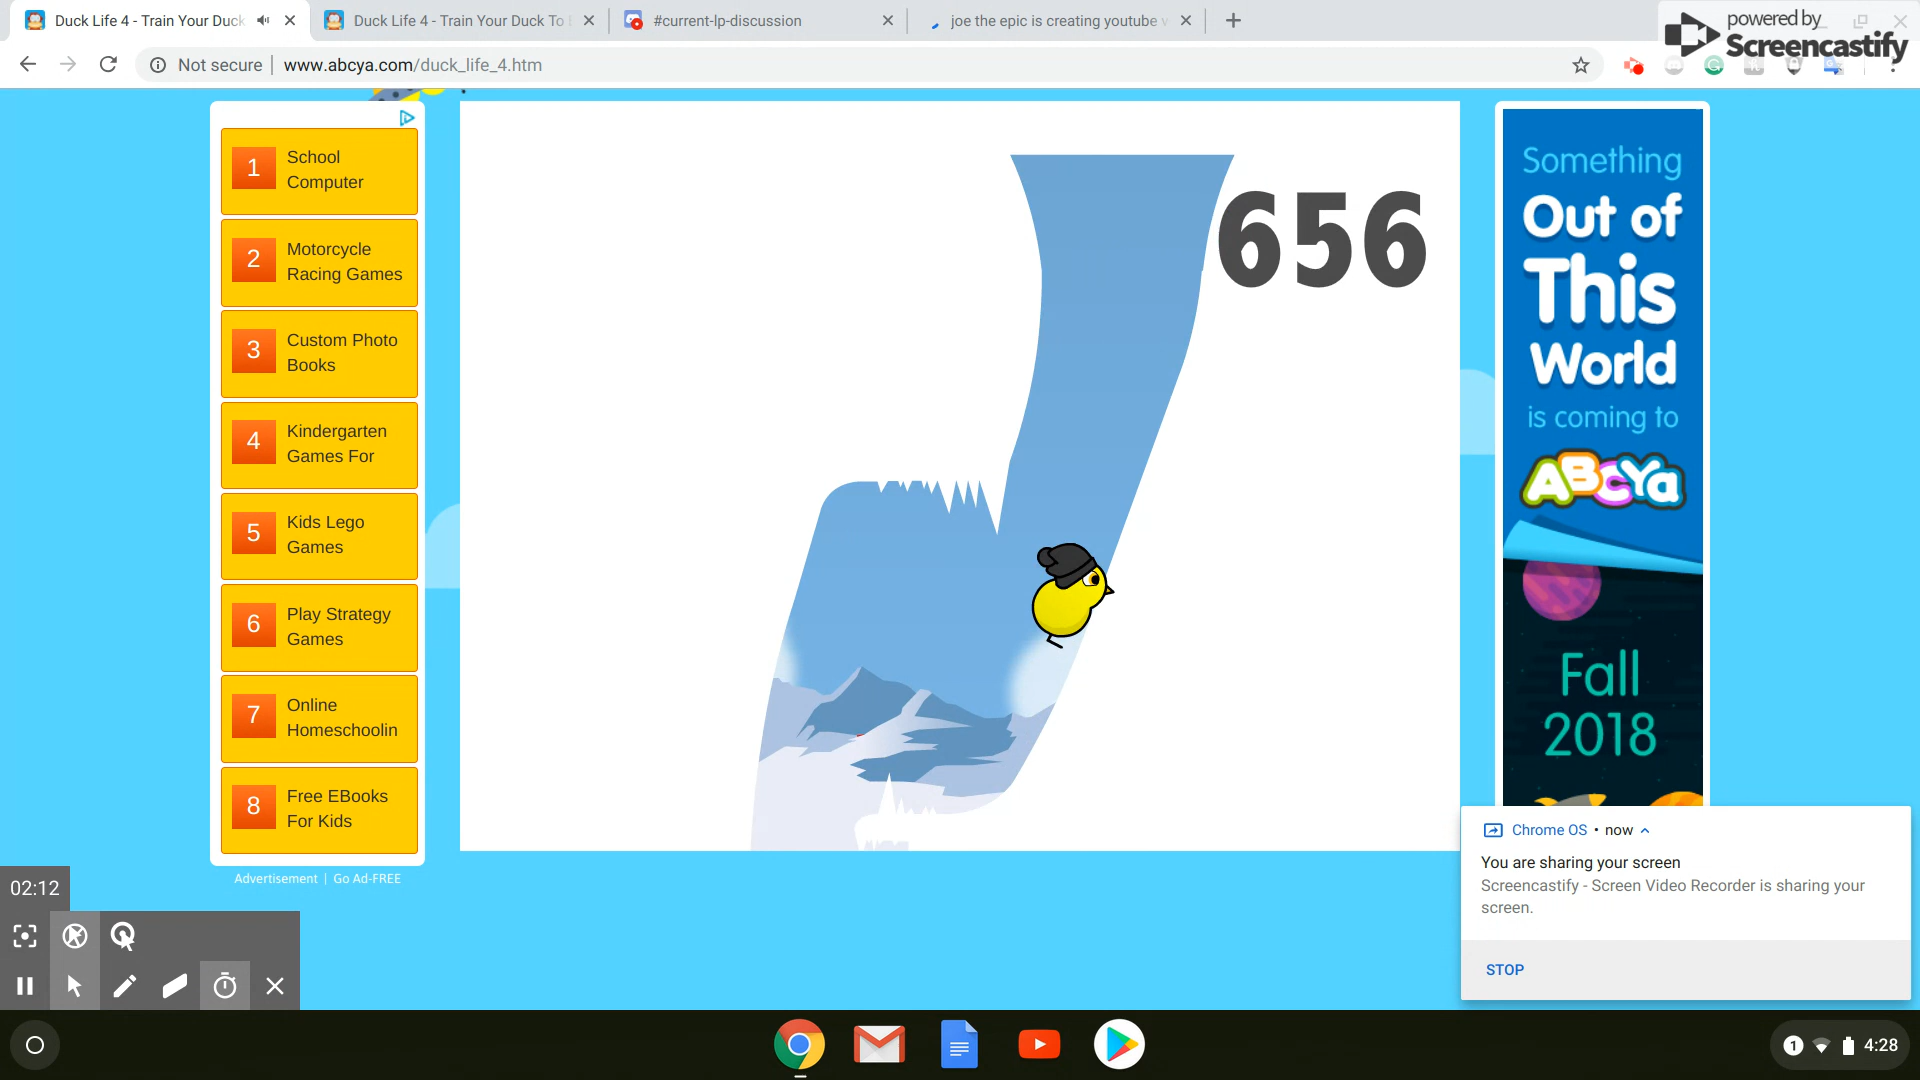 Duck Life 4 - Train Your Duck
Duck Life 4 - Train Your Duck To
#current-lp-discussion
joe the epic is creating youtube
powered by
Screencastify
Not secure
www.abcya.com/duck_life_4.htm
1
School
Computer
2
Motorcycle
Racing Games
3
Custom Photo
Books
4
Kindergarten
Games For
5
Kids Lego
Games
6
Play Strategy
Games
7
Online
Homeschoolin
8
Free EBooks
For Kids
Advertisement | Go Ad-FREE
656
Something
Out of
This
World
is coming to
ABCYa
Fall
2018
Chrome OS • now
You are sharing your screen
Screencastify - Screen Video Recorder is sharing your
screen.
STOP
02:12
1
4:28